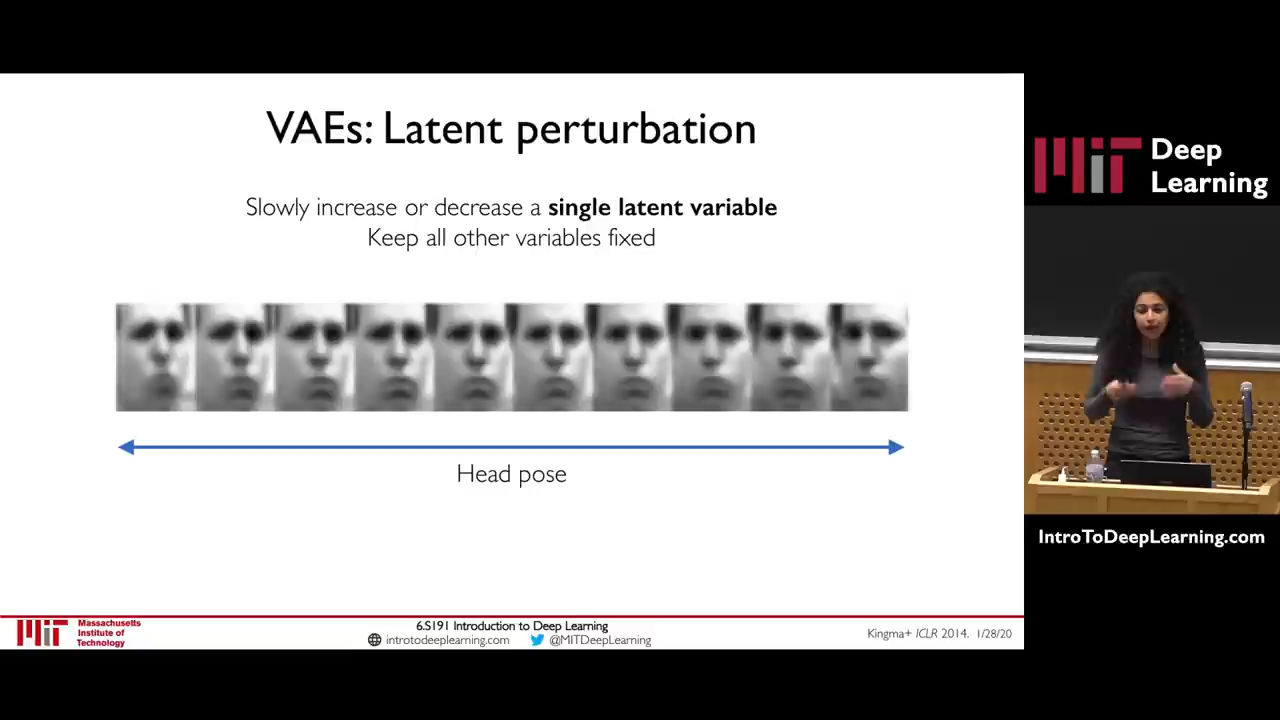 VAEs: Latent perturbation
Slowly increase or decrease a single latent variable
Keep all other variables fixed
Head pose
Massachusetts
Institute of
Technology
6.S191 Introduction to Deep Learning
introtodeeplearning.com
@MITDeepLearning
Kingma+ ICLR 2014. 1/28/20
MIT
Deep
Learning
IntroToDeepLearning.com